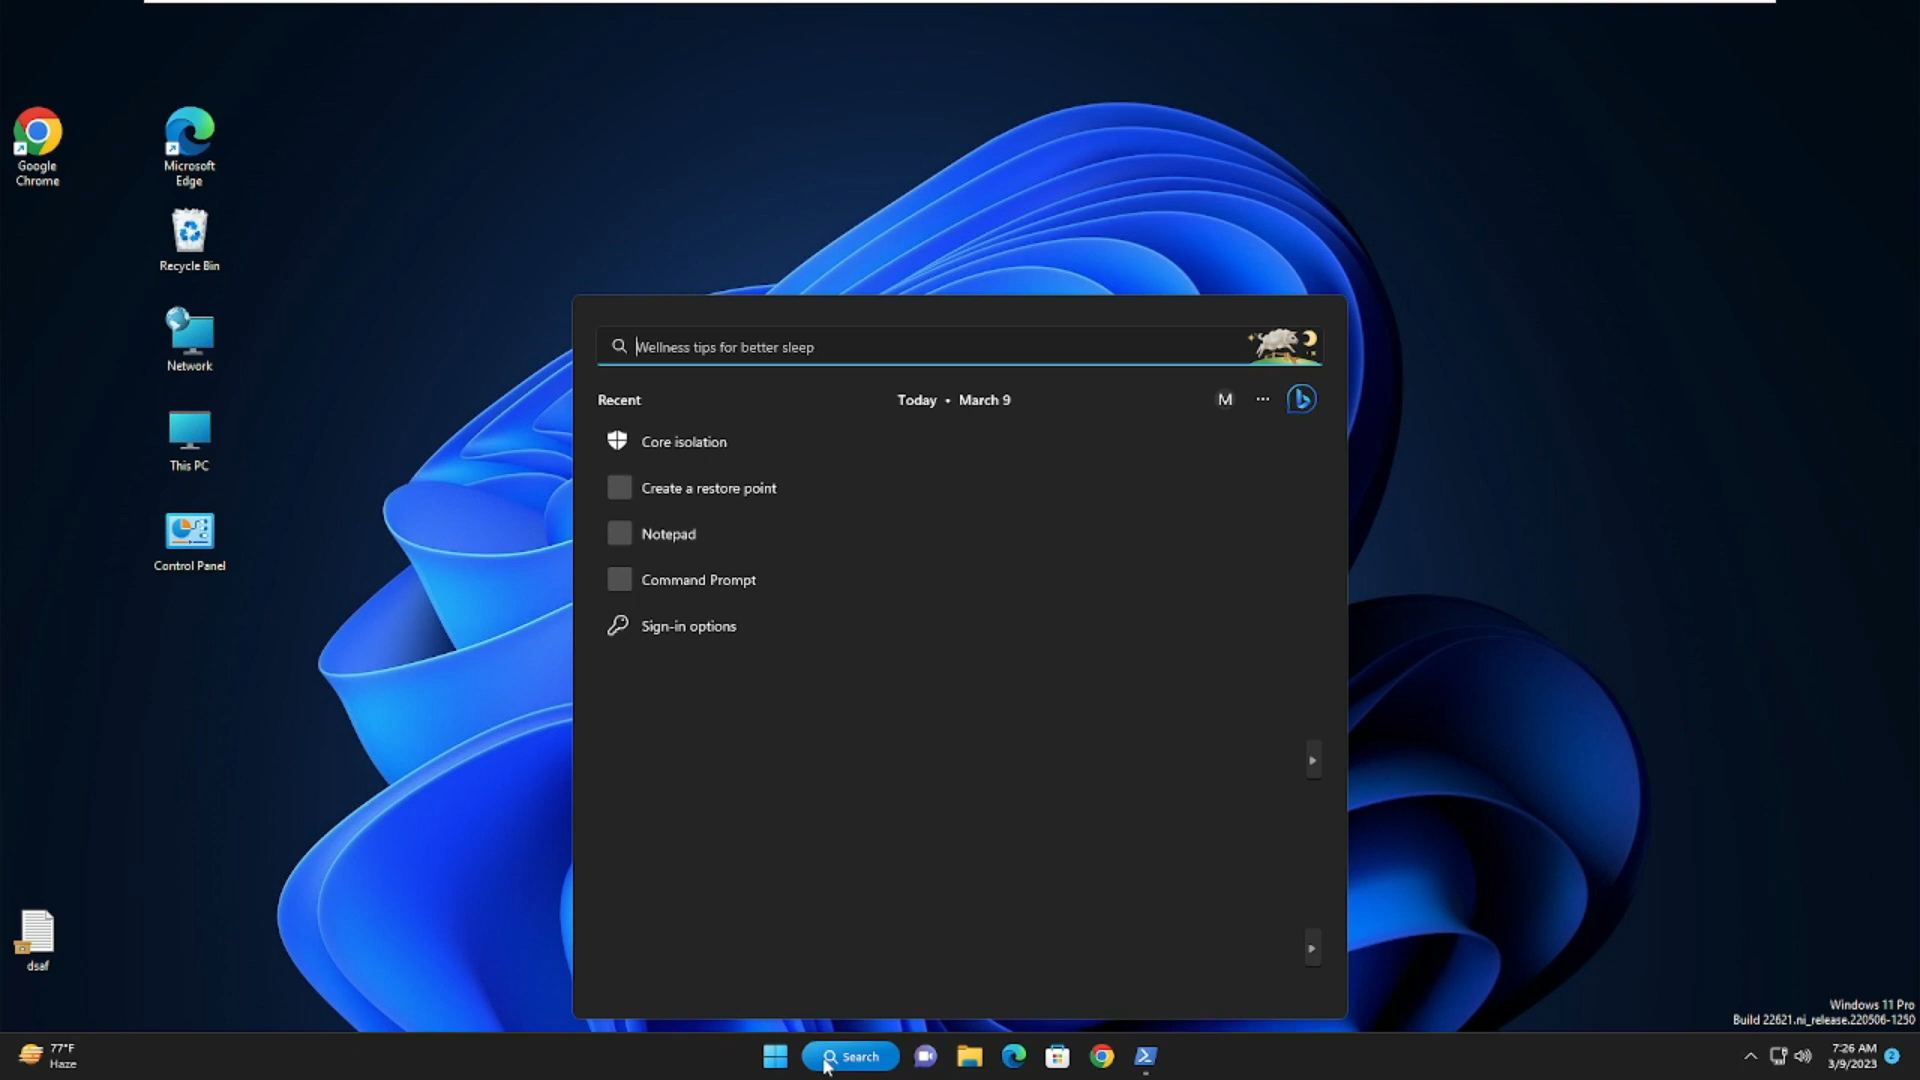 Google
Chrome
Microsoft
Edge
Recycle Bin
Network
This PC
Control Panel
dsaf
Wellness tips for better sleep
Recent
Today • March 9
M
Core isolation
Create a restore point
Notepad
Command Prompt
Sign-in options
Windows 11 Pro
Build 22621.ni_release.220506-1250
77°F
Haze
Search
7:26 AM
3/9/2023
2